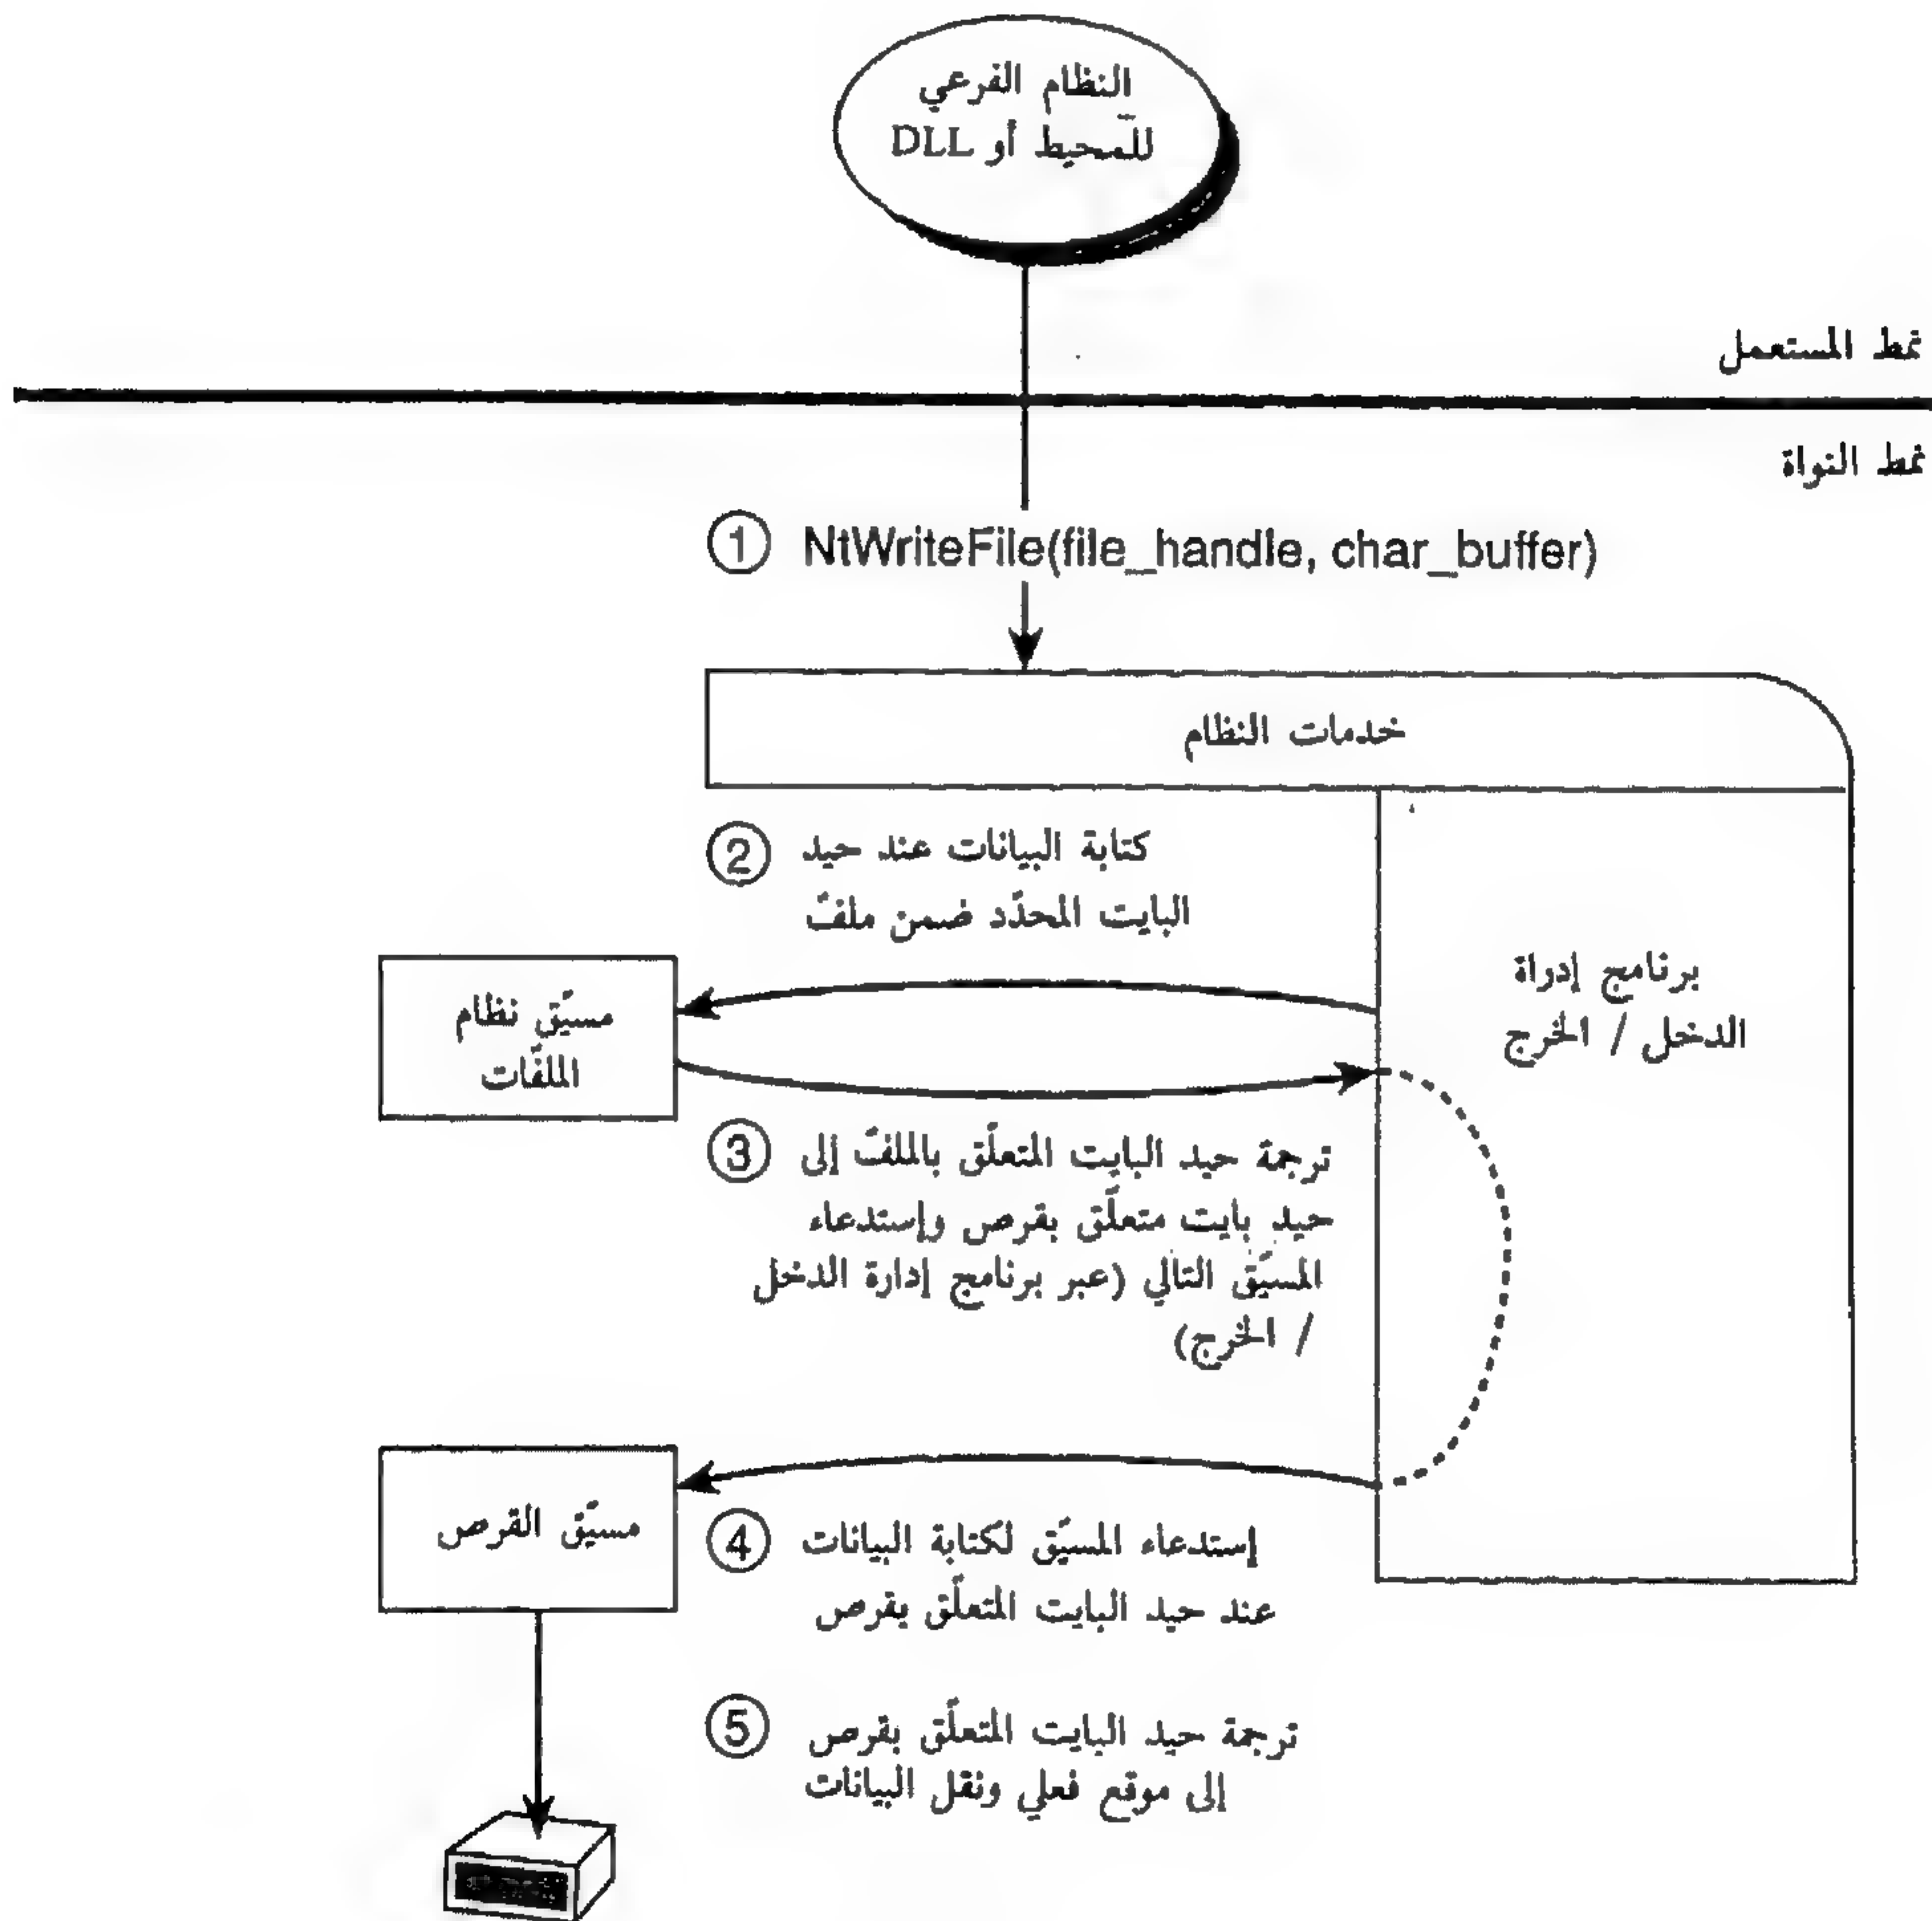 النظام الفرعي
للمحيط أو DLL
نمط المستعمل
نمط النواة
① NtWriteFile(file_handle, char_buffer)
خدمات النظام
② كتابة البيانات عند حيد
البايت المحدّد ضمن ملفّ
برنامج إدواة
الدخل / الخرج
مسيّق نظام
الملفّات
③ ترجمة حيد البايت المتعلّق بالملفّ إلى
حيد بايت متعلّق بقرص وإستدعاء
المسيّق التالي (عبر برنامج إدارة الدخل
/ الخرج)
مسيّق القرص
④ إستدعاء المسيّق لكتابة البيانات
عند حيد البايت المتعلّق بقرص
⑤ ترجمة حيد البايت المتعلّق بقرص
إلى موقع فعلي ونقل البيانات